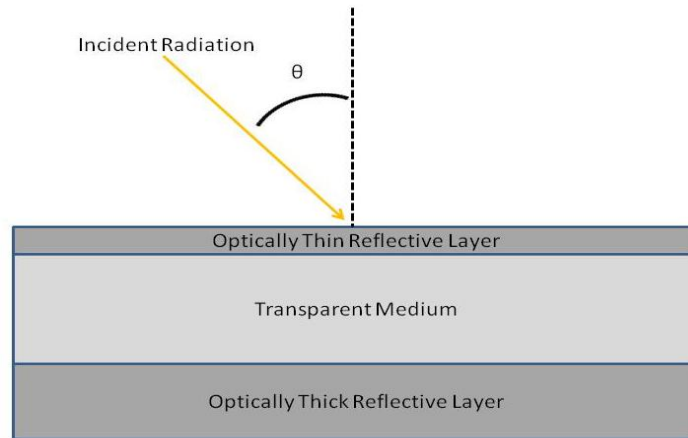 Incident Radiation
θ
Optically Thin Reflective Layer
Transparent Medium
Optically Thick Reflective Layer